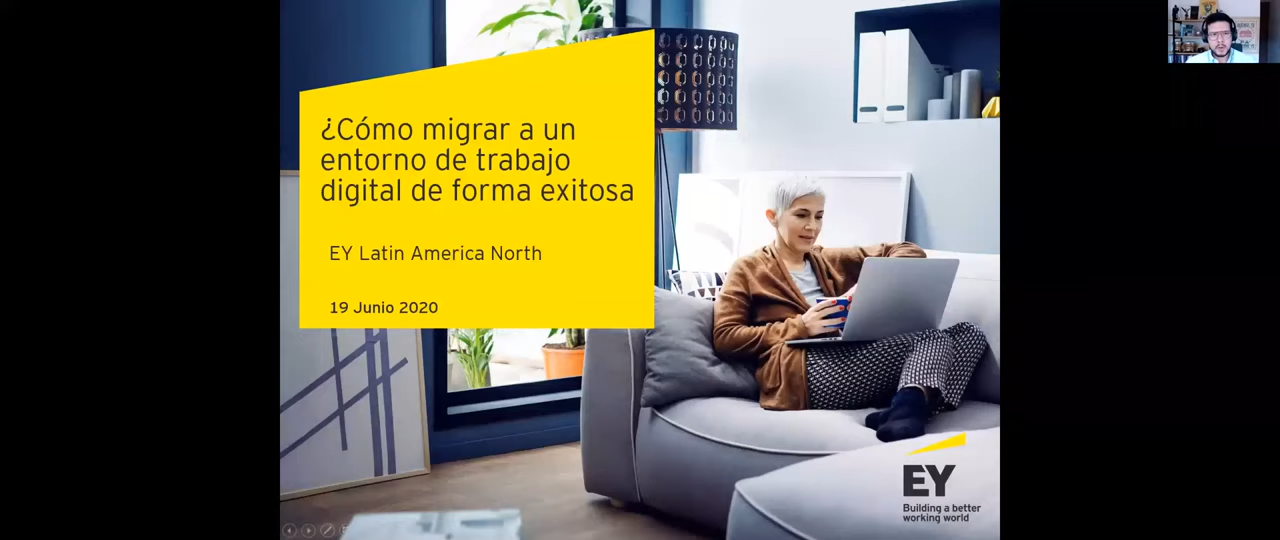 ¿Cómo migrar a un
entorno de trabajo
digital de forma exitosa
EY Latin America North
19 Junio 2020
EY
Building a better
working world